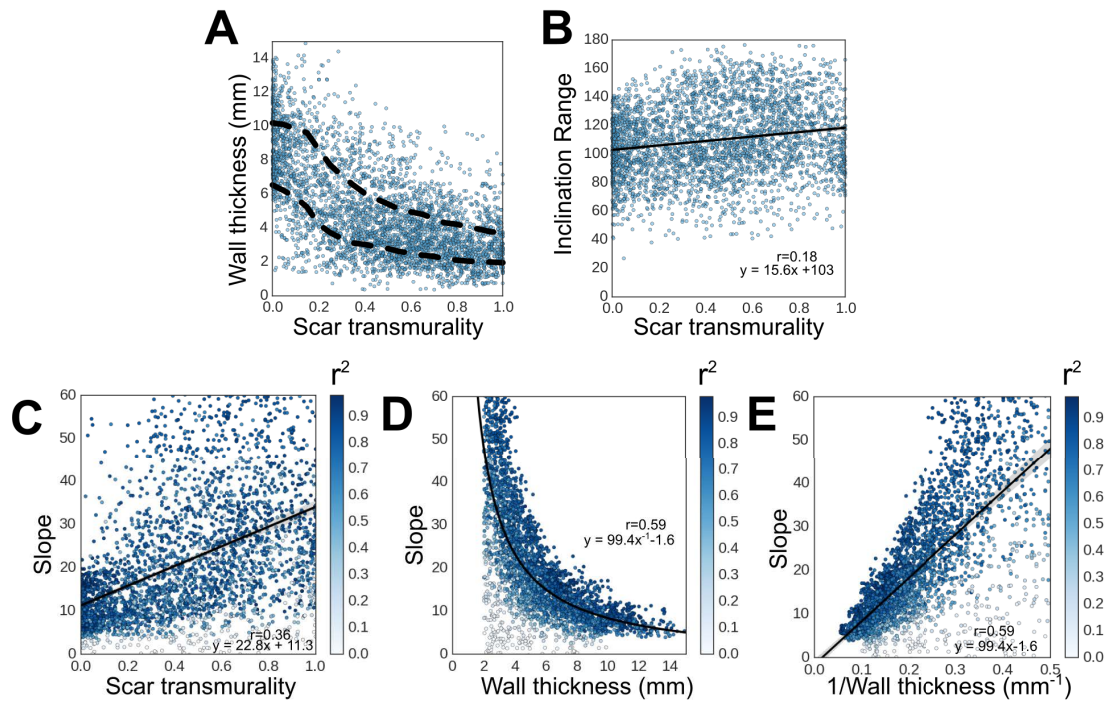 A
Wall thickness (mm)
14
12
10
8
6
4
2
0
0.0 0.2 0.4 0.6 0.8 1.0
Scar transmurality
B
Inclination Range
180
160
140
120
100
80
60
40
20
0
r=0.18
y = 15.6x +103
0.0 0.2 0.4 0.6 0.8 1.0
Scar transmurality
C
Slope
60
50
40
30
20
10
0
r=0.36
y = 22.8x + 11.3
0.0 0.2 0.4 0.6 0.8 1.0
Scar transmurality
r²
0.9
0.8
0.7
0.6
0.5
0.4
0.3
0.2
0.1
0.0
D
Slope
60
50
40
30
20
10
0
r=0.59
y = 99.4x⁻¹-1.6
0 2 4 6 8 10 12 14
Wall thickness (mm)
r²
0.9
0.8
0.7
0.6
0.5
0.4
0.3
0.2
0.1
0.0
E
Slope
60
50
40
30
20
10
0
r=0.59
y = 99.4x-1.6
0.0 0.1 0.2 0.3 0.4 0.5
1/Wall thickness (mm⁻¹)
r²
0.9
0.8
0.7
0.6
0.5
0.4
0.3
0.2
0.1
0.0